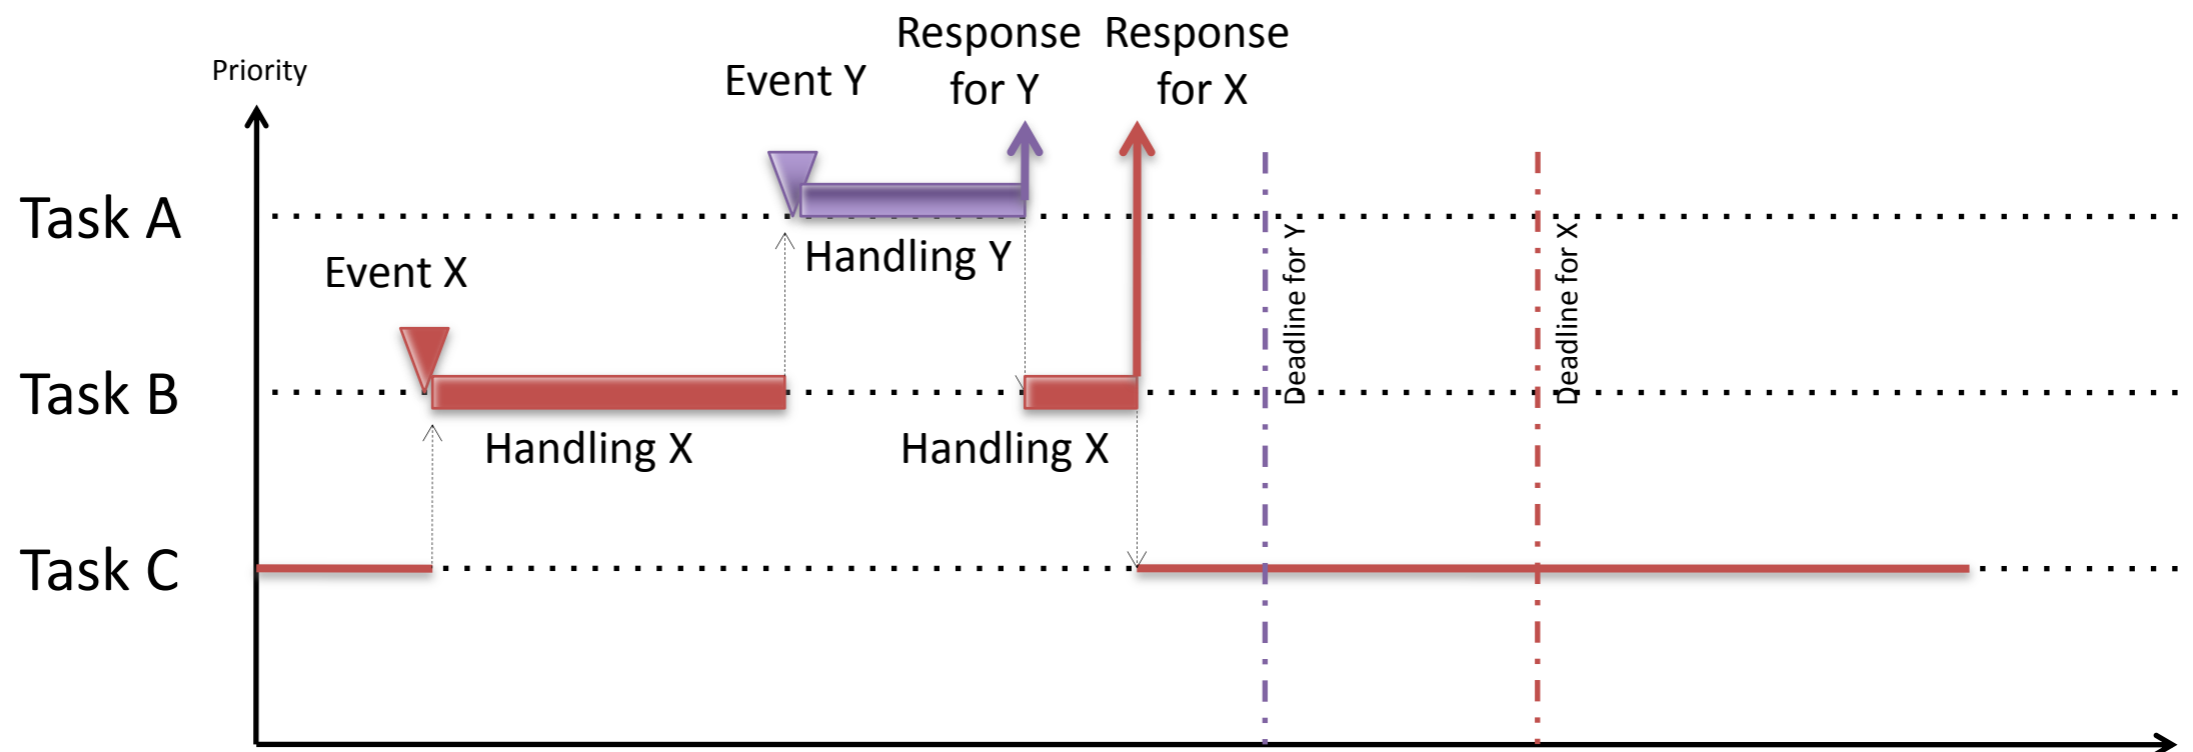 Response Response
for Y for X
Priority
Event Y
Task A
Handling Y
Event X
Deadline for Y
Deadline for X
Task B
Handling X
Handling X
Task C